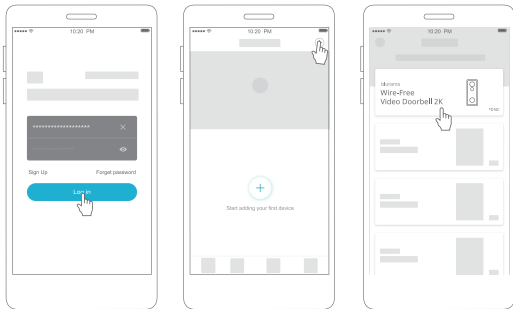 10:20 PM
*******************
Sign Up
Forget password
Log in
10:20 PM
Start adding your first device
10:20 PM
Wire-Free
Video Doorbell 2K